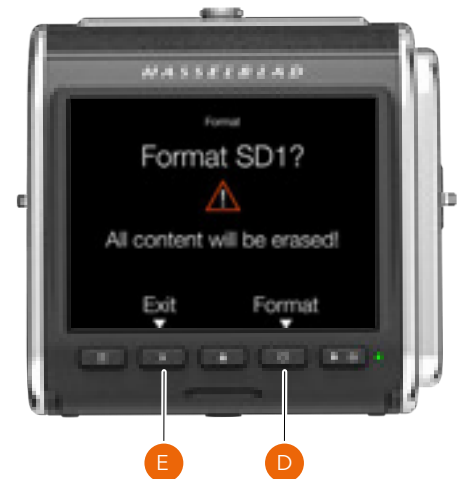 HASSELBLAD
Format
Format SD1?
All content will be erased!
Exit Format
E D